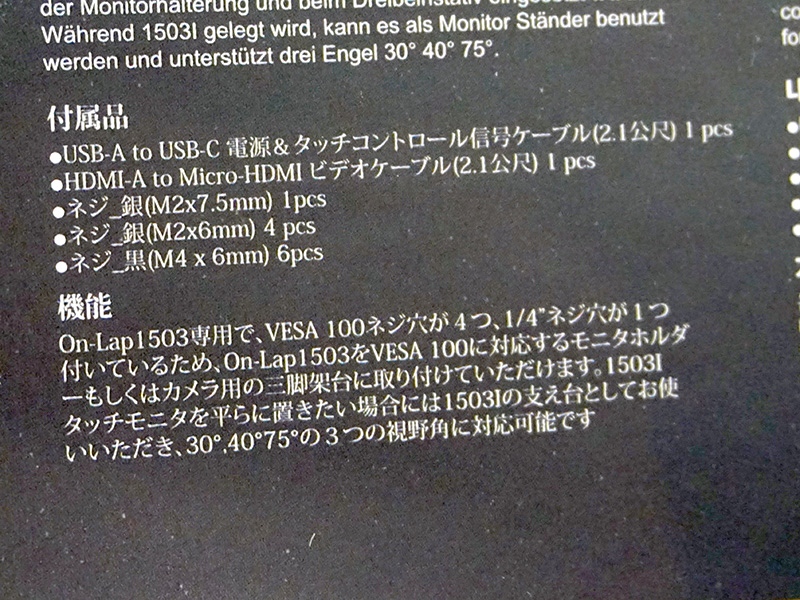 der Monitorhalterung und beim Dreibeinstativ
Während 1503I gelegt wird, kann es als Monitor Ständer benutzt
werden und unterstützt drei Engel 30° 40° 75°.
付属品
●USB-A to USB-C 電源&タッチコントロール信号ケーブル(2.1公尺) 1 pcs
●HDMI-A to Micro-HDMI ビデオケーブル(2.1公尺) 1 pcs
●ネジ_銀(M2x7.5mm) 1pcs
●ネジ_銀(M2x6mm) 4 pcs
●ネジ_黒(M4 x 6mm) 6pcs
機能
On-Lap1503専用で、VESA 100ネジ穴が４つ、1/4"ネジ穴が１つ
付いているため、On-Lap1503をVESA 100に対応するモニタホルダ
ーもしくはカメラ用の三脚架台に取り付けていただけます。1503I
タッチモニタを平らに置きたい場合には1503Iの支え台としてお使
いいただき、30°,40°75°の３つの視野角に対応可能です